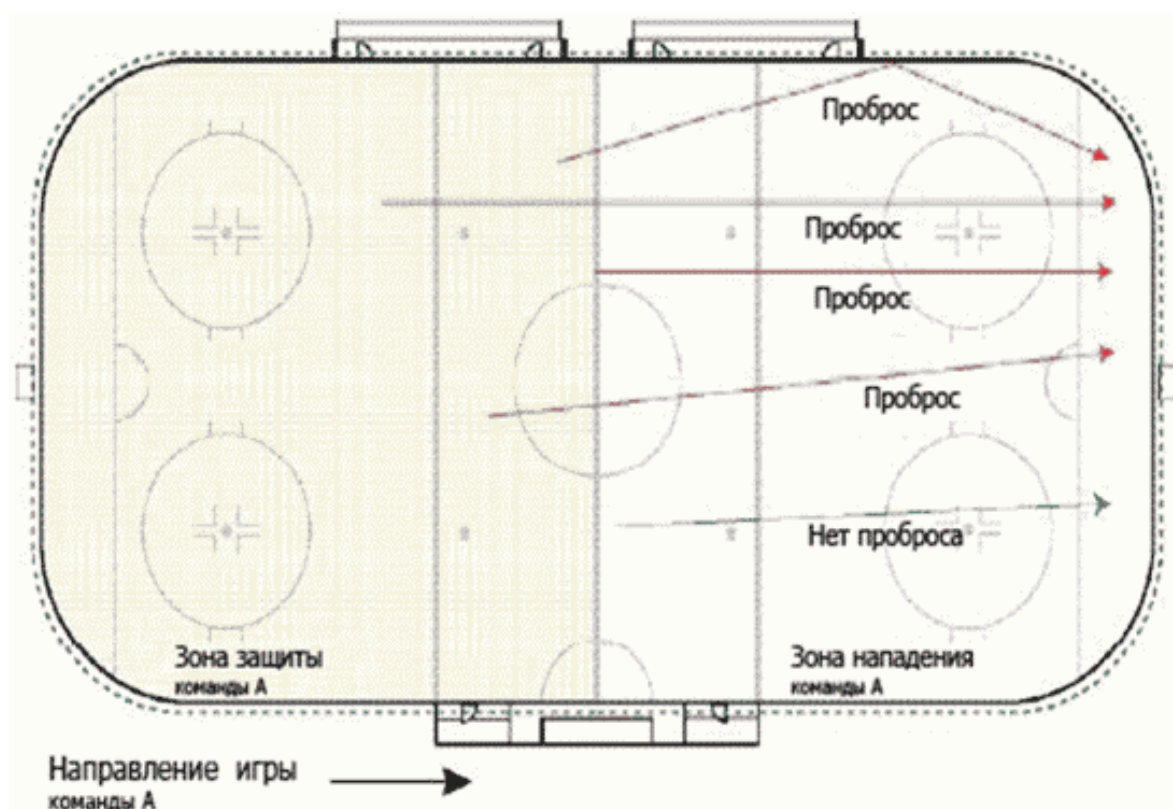 Проброс
Проброс
Проброс
Проброс
Нет проброса
Зона защиты
команды А
Зона нападения
команды А
Направление игры
команды А